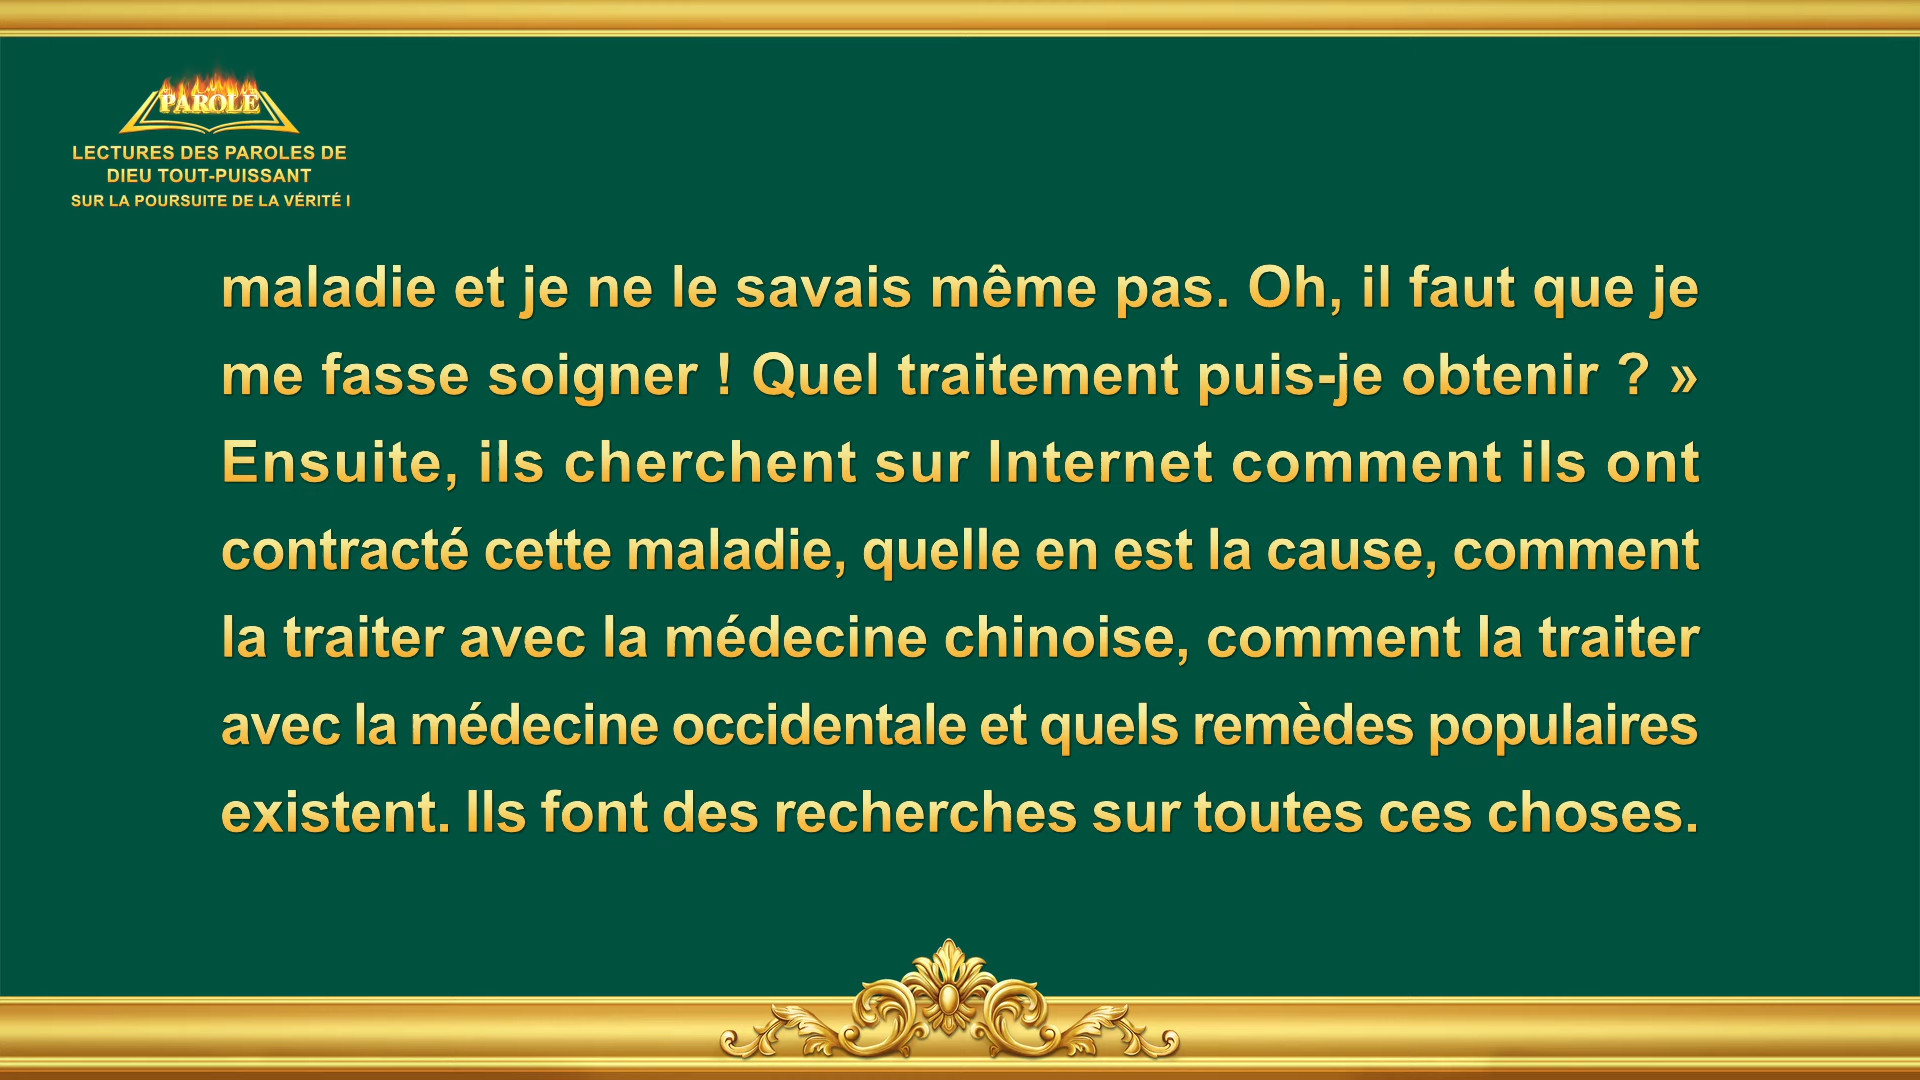 PAROLE
LECTURES DES PAROLES DE
DIEU TOUT-PUISSANT
SUR LA POURSUITE DE LA VÉRITÉ I
maladie et je ne le savais même pas. Oh, il faut que je
me fasse soigner ! Quel traitement puis-je obtenir ? »
Ensuite, ils cherchent sur Internet comment ils ont
contracté cette maladie, quelle en est la cause, comment
la traiter avec la médecine chinoise, comment la traiter
avec la médecine occidentale et quels remèdes populaires
existent. Ils font des recherches sur toutes ces choses.